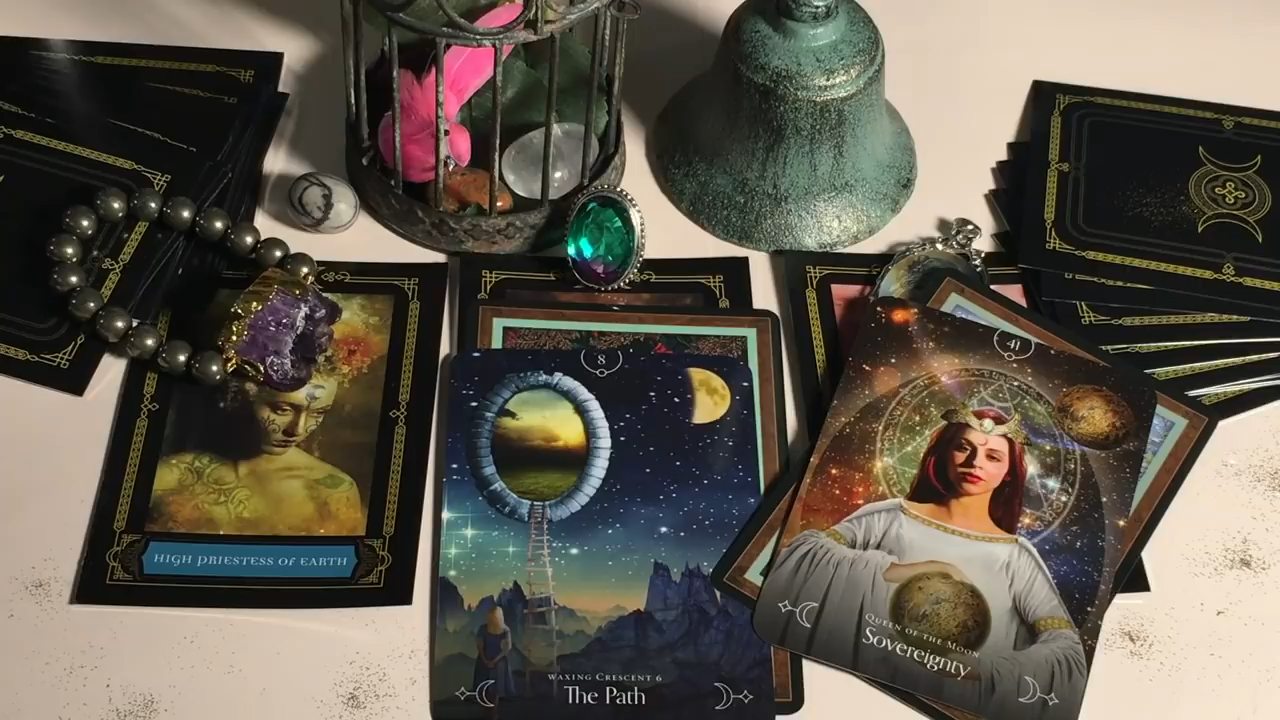 HIGH PRIESTESS OF EARTH
8
WAXING CRESCENT 6
The Path
41
QUEEN OF THE MOON
Sovereignty